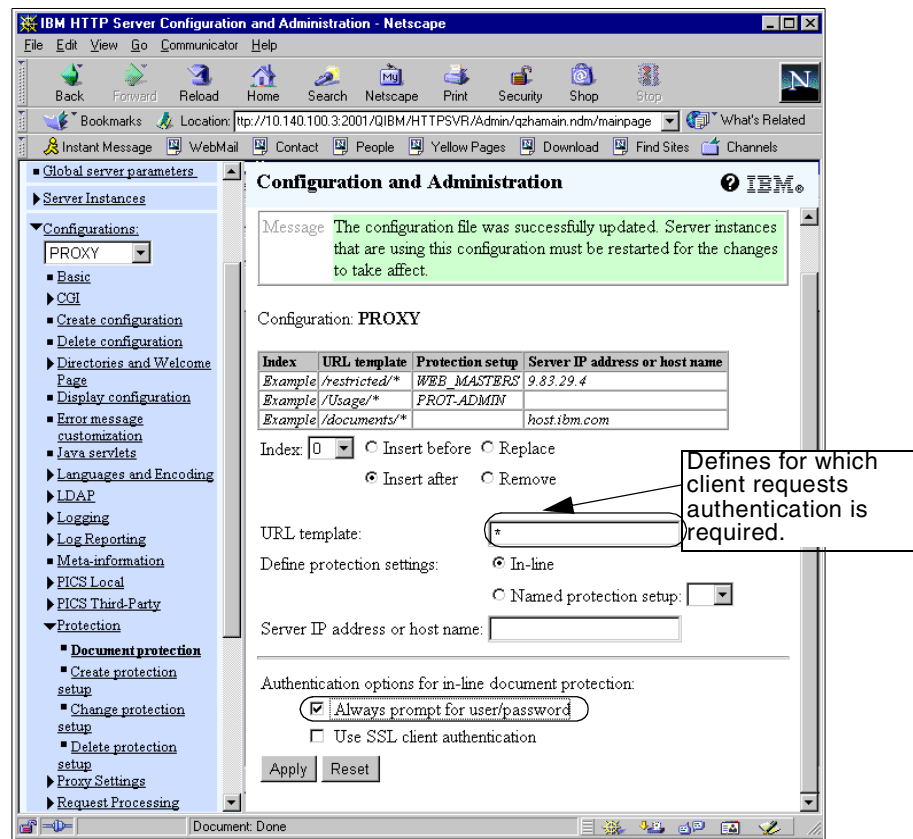 IBM HTTP Server Configuration and Administration - Netscape
File Edit View Go Communicator Help
Back Forward Reload Home Search Netscape Print Security Shop Stop
My
N
Bookmarks Location: ttp://10.140.100.3:2001/QIBM/HTTPSVR/Admin/qzhamain.ndm/mainpage What's Related
Instant Message WebMail Contact People Yellow Pages Download Find Sites Channels
Global server parameters
Server Instances
Configurations:
PROXY
Basic
CGI
Create configuration
Delete configuration
Directories and Welcome
Page
Display configuration
Error message
customization
Java servlets
Languages and Encoding
LDAP
Logging
Log Reporting
Meta-information
PICS Local
PICS Third-Party
Protection
Document protection
Create protection
setup
Change protection
setup
Delete protection
setup
Proxy Settings
Request Processing
Configuration and Administration
? IBM®
Message The configuration file was successfully updated. Server instances
that are using this configuration must be restarted for the changes
to take affect.
Configuration: PROXY
Index URL template Protection setup Server IP address or host name
Example /restricted/* WEB_MASTERS 9.83.29.4
Example /Usage/* PROT-ADMIN
Example /documents/* host.ibm.com
Index: 0 Insert before Replace
Insert after Remove
Defines for which
client requests
authentication is
required.
URL template: *
Define protection settings: In-line
Named protection setup:
Server IP address or host name:
Authentication options for in-line document protection:
Always prompt for user/password
Use SSL client authentication
Apply Reset
Document: Done